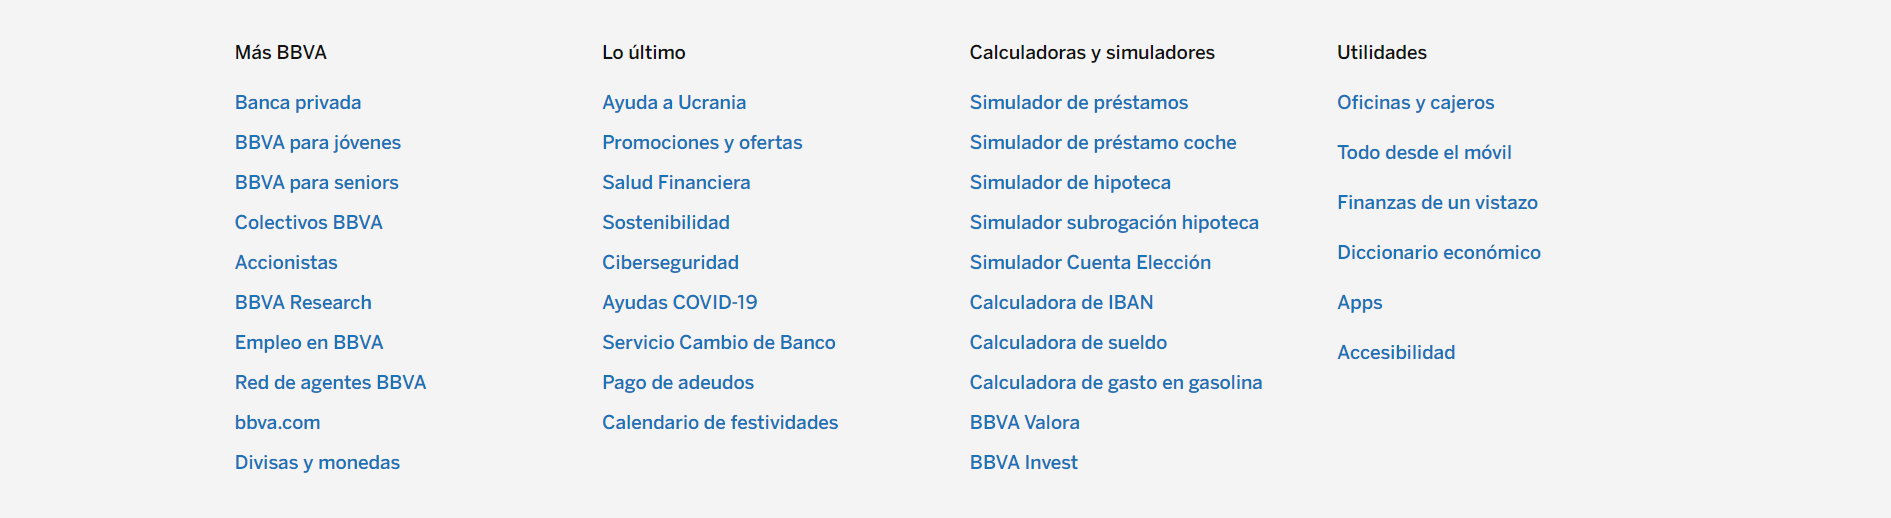 Más BBVA
Banca privada
BBVA para jóvenes
BBVA para seniors
Colectivos BBVA
Accionistas
BBVA Research
Empleo en BBVA
Red de agentes BBVA
bbva.com
Divisas y monedas
Lo último
Ayuda a Ucrania
Promociones y ofertas
Salud Financiera
Sostenibilidad
Ciberseguridad
Ayudas COVID-19
Servicio Cambio de Banco
Pago de adeudos
Calendario de festividades
Calculadoras y simuladores
Simulador de préstamos
Simulador de préstamo coche
Simulador de hipoteca
Simulador subrogación hipoteca
Simulador Cuenta Elección
Calculadora de IBAN
Calculadora de sueldo
Calculadora de gasto en gasolina
BBVA Valora
BBVA Invest
Utilidades
Oficinas y cajeros
Todo desde el móvil
Finanzas de un vistazo
Diccionario económico
Apps
Accesibilidad